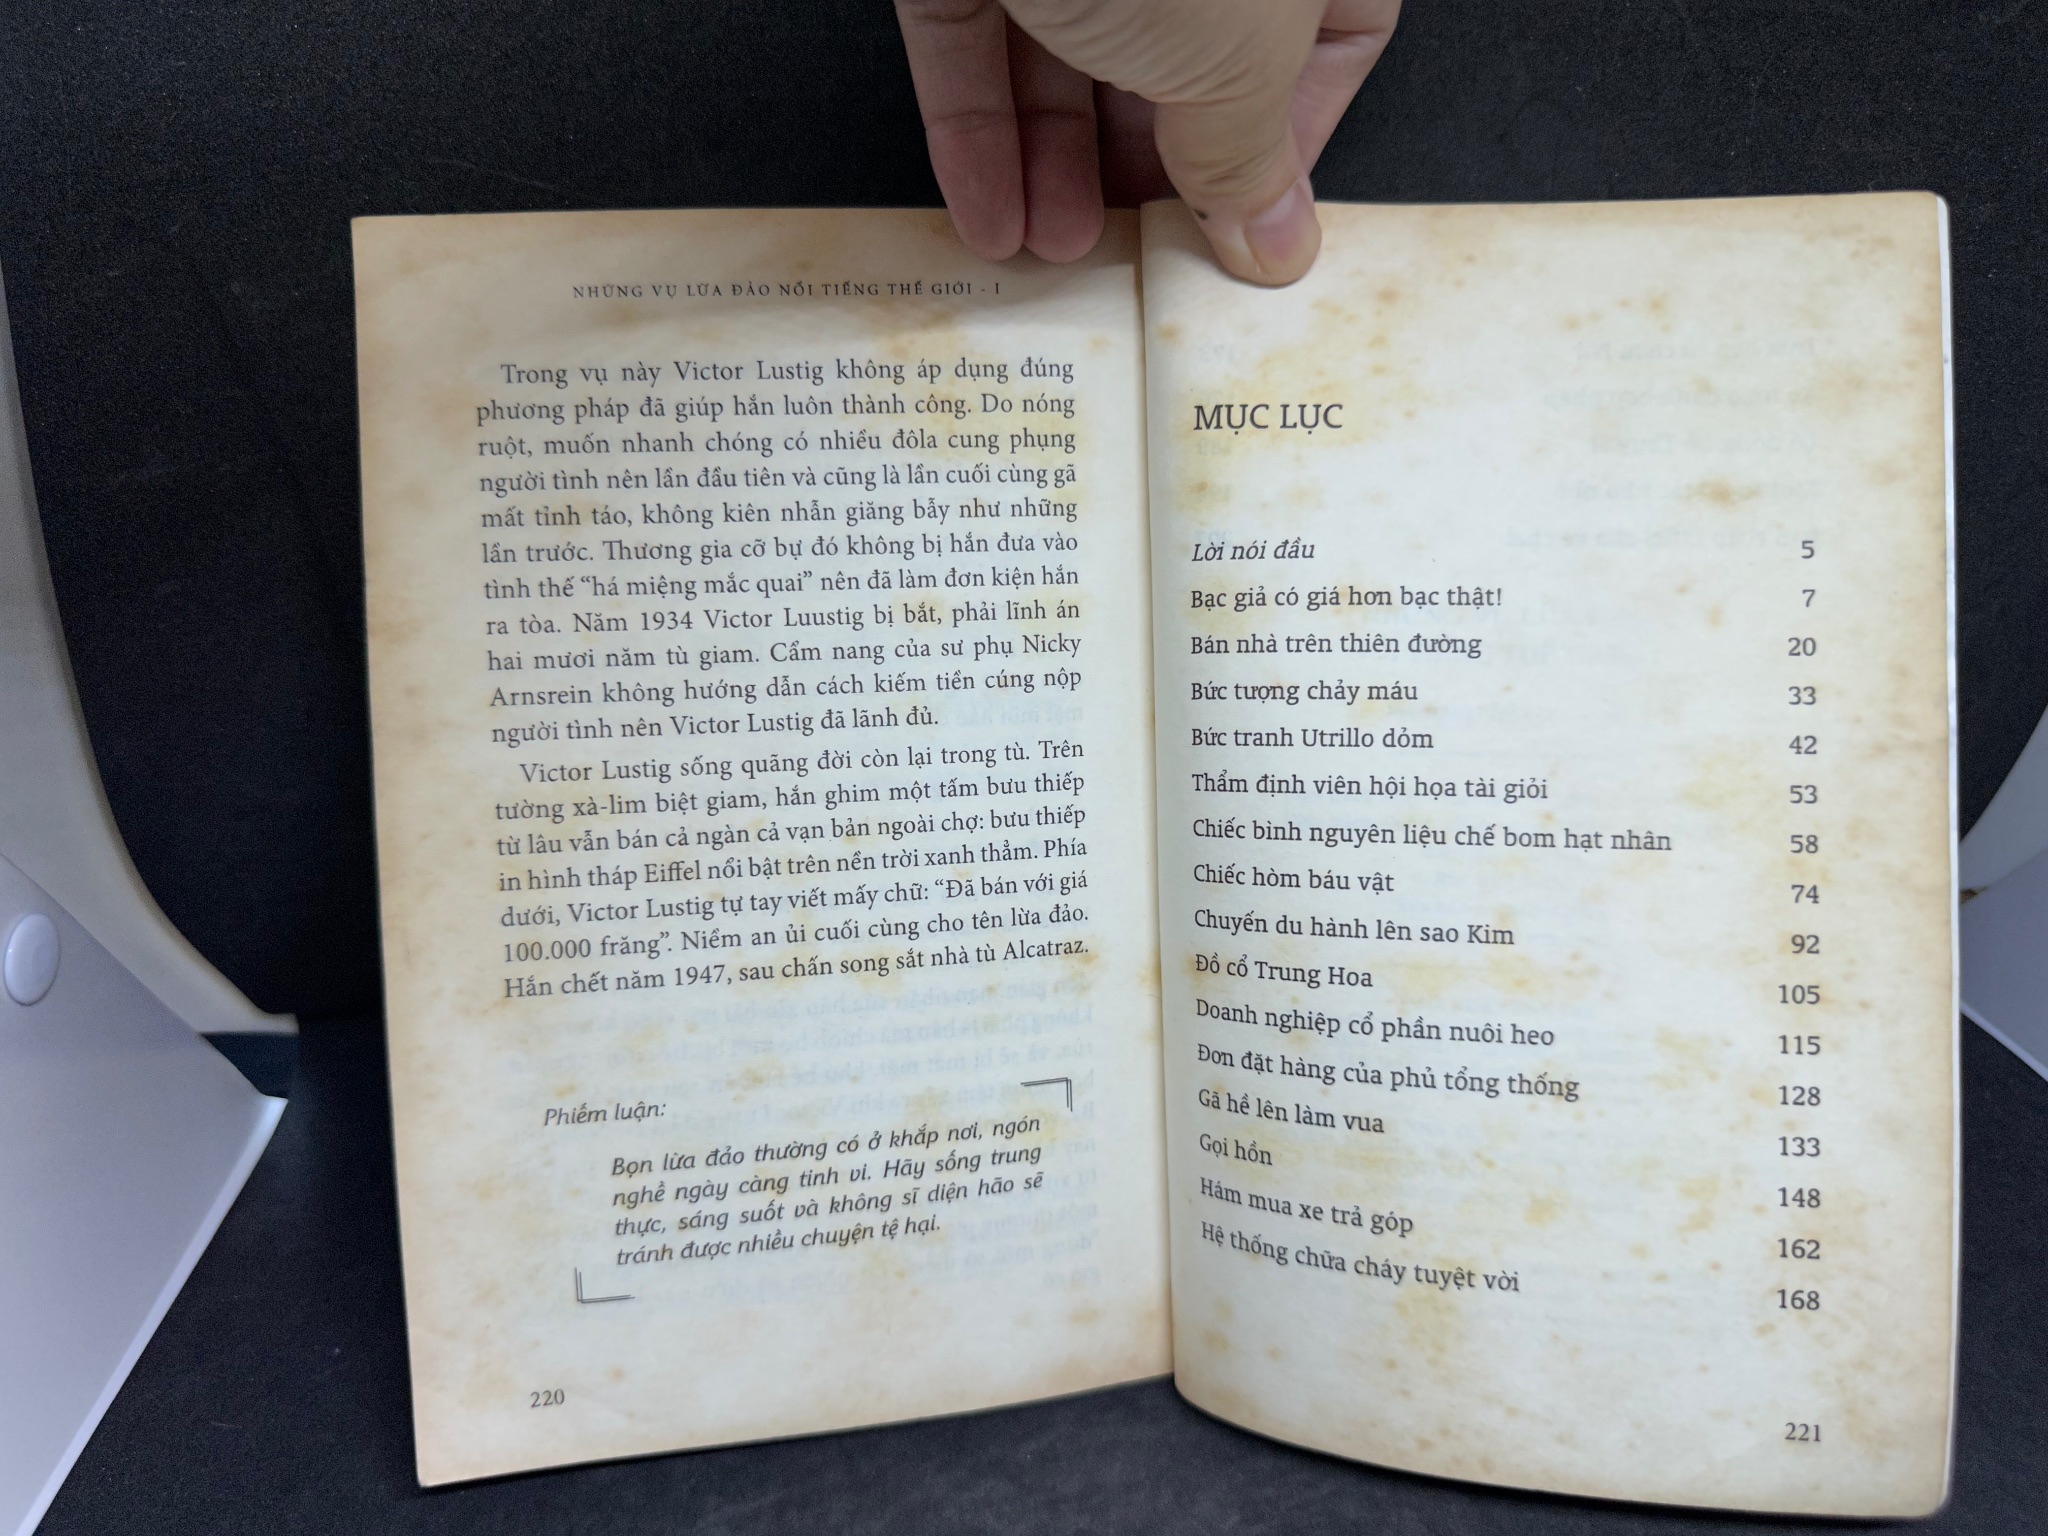 NHỮNG VỤ LỪA ĐẢO NỔI TIẾNG THẾ GIỚI - I
Trong vụ này Victor Lustig không áp dụng đúng
phương pháp đã giúp hắn luôn thành công. Do nóng
ruột, muốn nhanh chóng có nhiều đôla cung phụng
người tình nên lần đầu tiên và cũng là lần cuối cùng gã
mất tỉnh táo, không kiên nhẫn giăng bẫy như những
lần trước. Thương gia cỡ bự đó không bị hắn đưa vào
tình thế “há miệng mắc quai” nên đã làm đơn kiện hắn
ra tòa. Năm 1934 Victor Luustig bị bắt, phải lĩnh án
hai mươi năm tù giam. Cẩm nang của sư phụ Nicky
Arnsrein không hướng dẫn cách kiếm tiền cúng nộp
người tình nên Victor Lustig đã lãnh đủ.
Victor Lustig sống quãng đời còn lại trong tù. Trên
tường xà-lim biệt giam, hắn ghim một tấm bưu thiếp
từ lâu vẫn bán cả ngàn cả vạn bản ngoài chợ: bưu thiếp
in hình tháp Eiffel nổi bật trên nền trời xanh thẳm. Phía
dưới, Victor Lustig tự tay viết mấy chữ: “Đã bán với giá
100.000 frăng”. Niềm an ủi cuối cùng cho tên lừa đảo.
Hắn chết năm 1947, sau chấn song sắt nhà tù Alcatraz.
Phiếm luận:
Bọn lừa đảo thường có ở khắp nơi, ngón
nghề ngày càng tinh vi. Hãy sống trung
thực, sáng suốt và không sĩ diện hão sẽ
tránh được nhiều chuyện tệ hại.
220
MỤC LỤC
Lời nói đầu 5
Bạc giả có giá hơn bạc thật! 7
Bán nhà trên thiên đường 20
Bức tượng chảy máu 33
Bức tranh Utrillo dỏm 42
Thẩm định viên hội họa tài giỏi 53
Chiếc bình nguyên liệu chế bom hạt nhân 58
Chiếc hòm báu vật 74
Chuyến du hành lên sao Kim 92
Đồ cổ Trung Hoa 105
Doanh nghiệp cổ phần nuôi heo 115
Đơn đặt hàng của phủ tổng thống 128
Gã hề lên làm vua 133
Gọi hồn 148
Hám mua xe trả góp 162
Hệ thống chữa cháy tuyệt vời 168
221